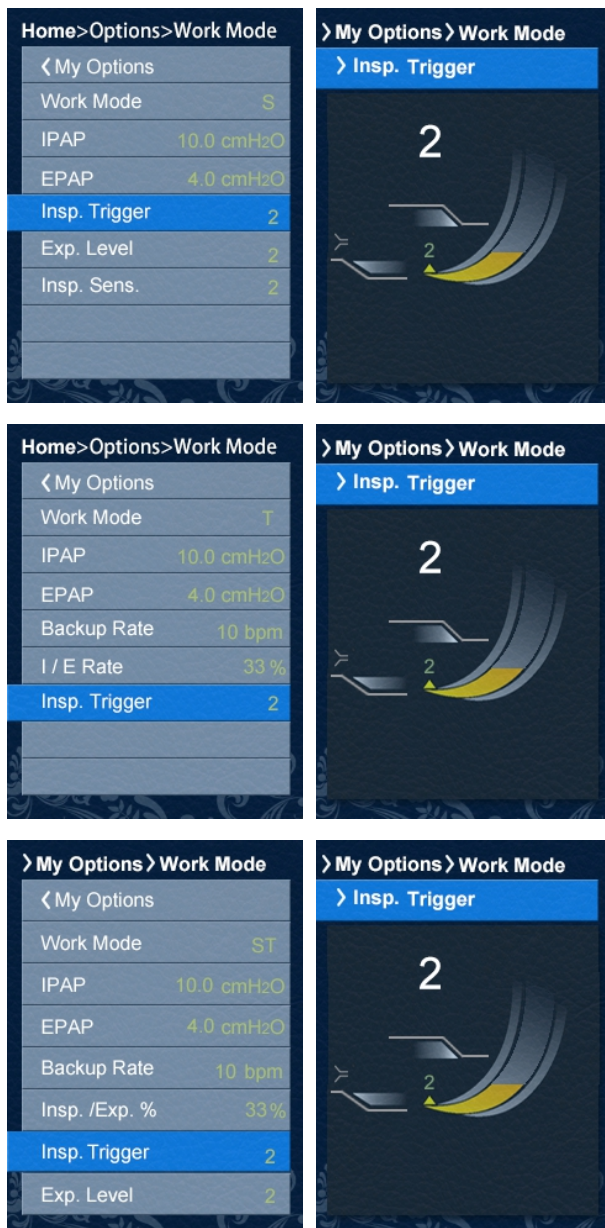 Home>Options>Work Mode
My Options
Work Mode S
IPAP 10.0 cmH2O
EPAP 4.0 cmH2O
Insp. Trigger 2
Exp. Level 2
Insp. Sens. 2
My Options Work Mode
Insp. Trigger
2
2
Home>Options>Work Mode
My Options
Work Mode T
IPAP 10.0 cmH2O
EPAP 4.0 cmH2O
Backup Rate 10 bpm
I / E Rate 33 %
Insp. Trigger 2
My Options Work Mode
Insp. Trigger
2
2
My Options Work Mode
My Options
Work Mode ST
IPAP 10.0 cmH2O
EPAP 4.0 cmH2O
Backup Rate 10 bpm
Insp. /Exp. % 33%
Insp. Trigger 2
Exp. Level 2
My Options Work Mode
Insp. Trigger
2
2